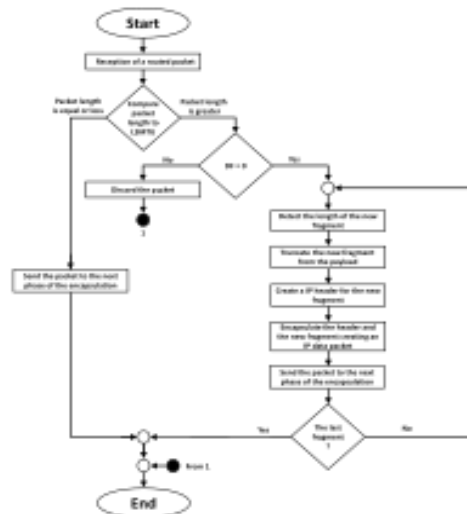 Start
Reception of a routed packet
Packet length
is equal or less
Packet length
is greater
Compare
packet
length to
No
Yes
Discard the packet
1
Select the length of the new
fragment
Truncate the new fragment
from the payload
Send the packet to the next
phase of the encapsulation
Create a IP header for the new
fragment
Encapsulate the header and
the new fragment creating an
IP data packet
Send the packet to the next
phase of the encapsulation
The last
fragment
?
Yes
No
From 1
End